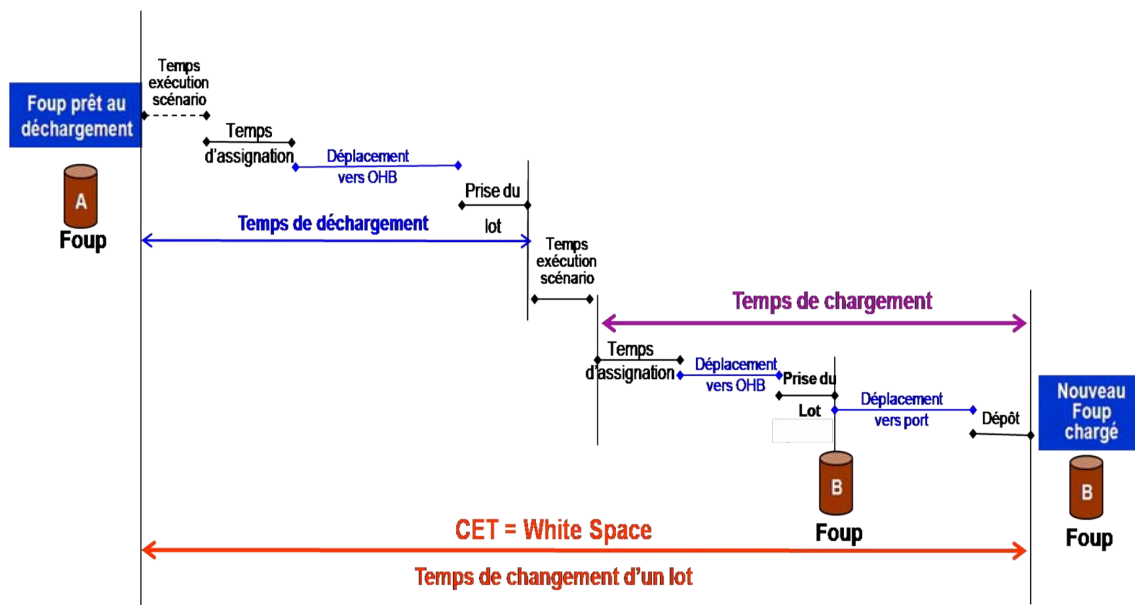 Temps
exécution
scénario
Foup prêt au
déchargement
Temps
d'assignation
Déplacement
vers OHB
A
Foup
Prise du
lot
Temps de déchargement
Temps
exécution
scénario
Temps de chargement
Temps
d'assignation
Déplacement
vers OHB
Prise du
Lot
Déplacement
vers port
Dépôt
Nouveau
Foup
chargé
B
Foup
B
Foup
CET = White Space
Temps de changement d'un lot